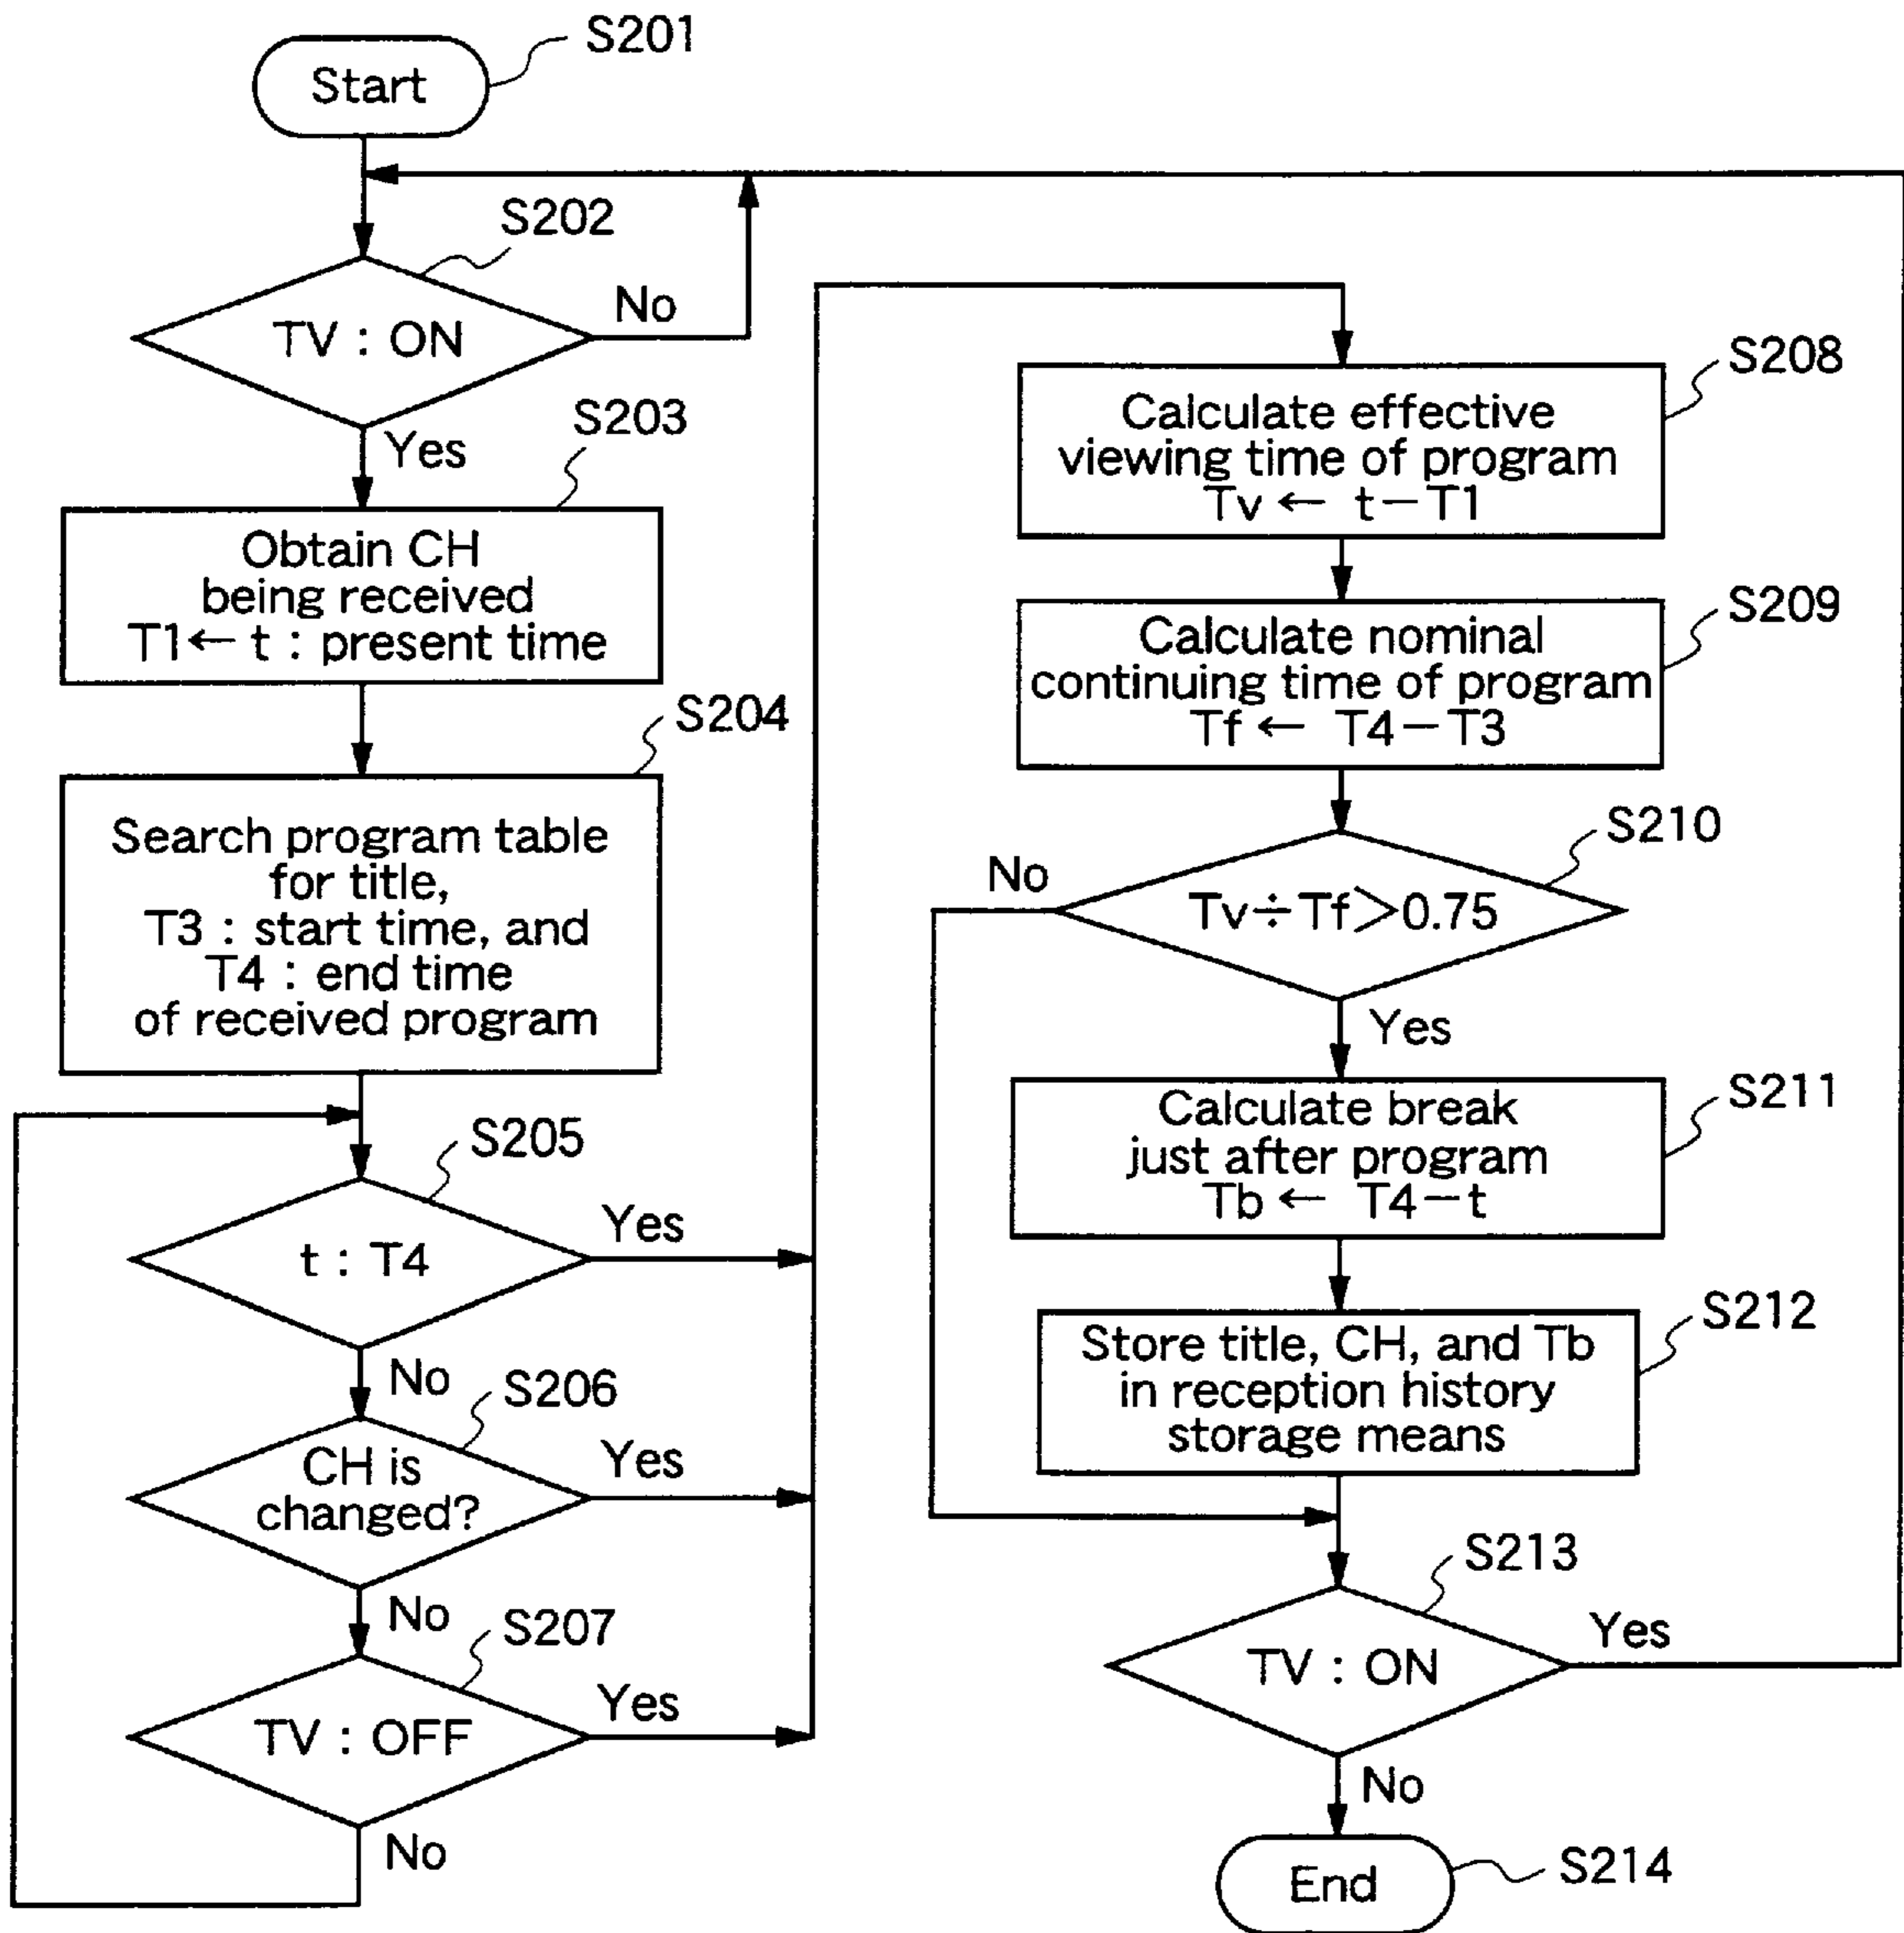 S201
Start
S202
TV : ON
No
Yes
S203
Obtain CH
being received
T1← t : present time
S204
Search program table
for title,
T3 : start time, and
T4 : end time
of received program
S205
t : T4
Yes
No
S206
CH is
changed?
Yes
No
S207
TV : OFF
Yes
No
S208
Calculate effective
viewing time of program
Tv ← t−T1
S209
Calculate nominal
continuing time of program
Tf ← T4−T3
S210
No
Tv÷Tf>0.75
Yes
S211
Calculate break
just after program
Tb ← T4−t
S212
Store title, CH, and Tb
in reception history
storage means
S213
TV : ON
Yes
No
End
S214